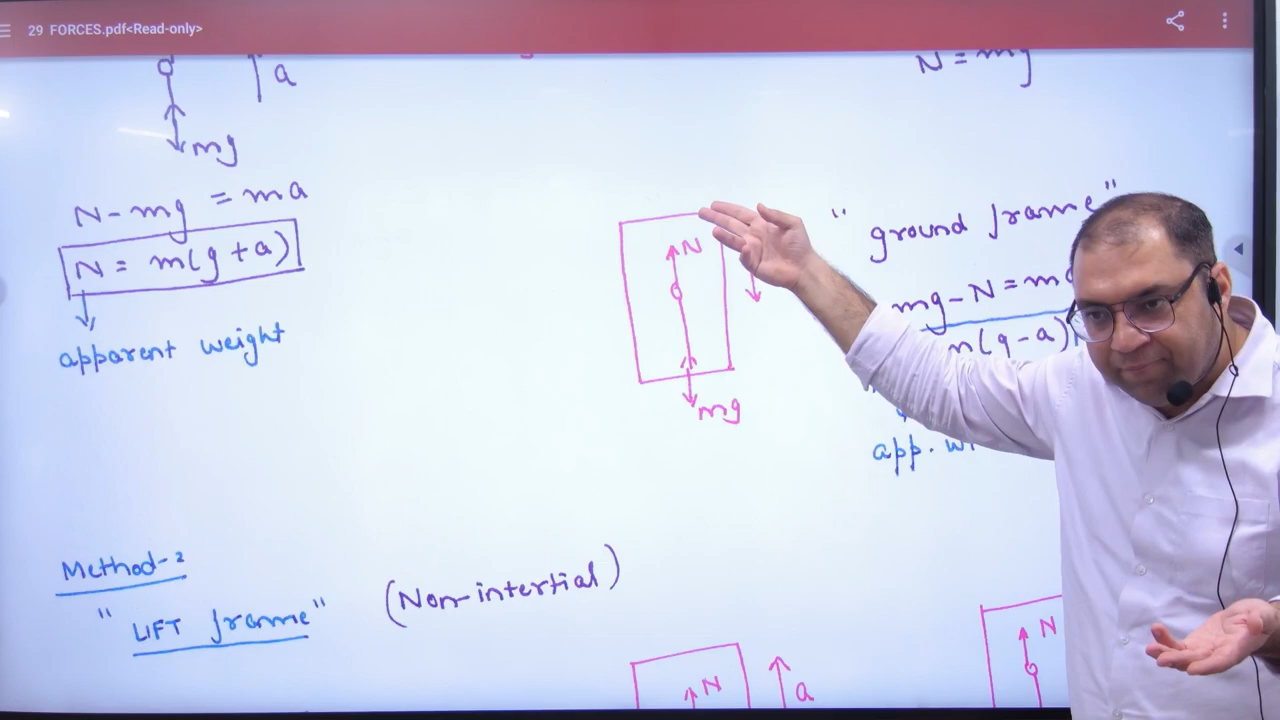 29 FORCES.pdf<Read-only>
a
mg
N - mg = ma
N = m(g + a)
apparent weight
N = mg
N
mg
"ground frame"
mg - N = m
(g - a)
app.
Method-2
"LIFT frame"
(Non-intertial)
N
a
N